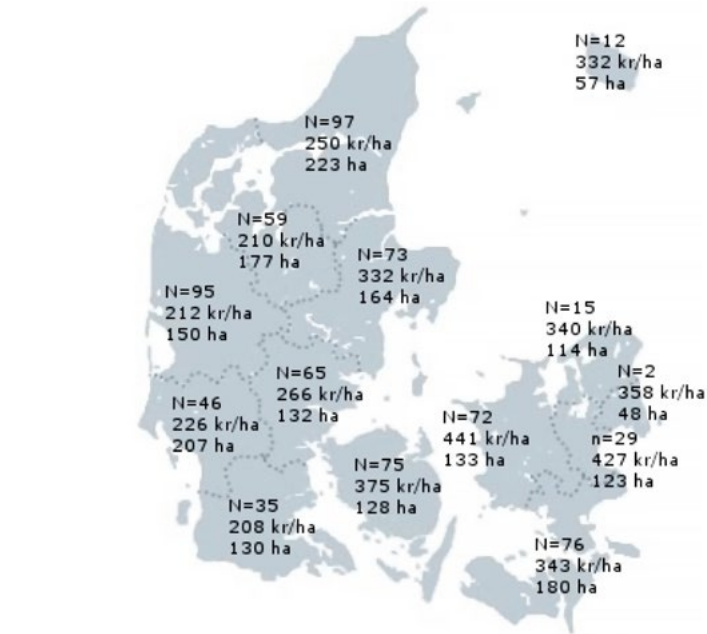 N=12
332 kr/ha
57 ha
N=97
250 kr/ha
223 ha
N=59
210 kr/ha
177 ha
N=73
332 kr/ha
164 ha
N=95
212 kr/ha
150 ha
N=15
340 kr/ha
114 ha
N=65
266 kr/ha
132 ha
N=2
358 kr/ha
48 ha
N=46
226 kr/ha
207 ha
N=72
441 kr/ha
133 ha
n=29
427 kr/ha
123 ha
N=75
375 kr/ha
128 ha
N=35
208 kr/ha
130 ha
N=76
343 kr/ha
180 ha